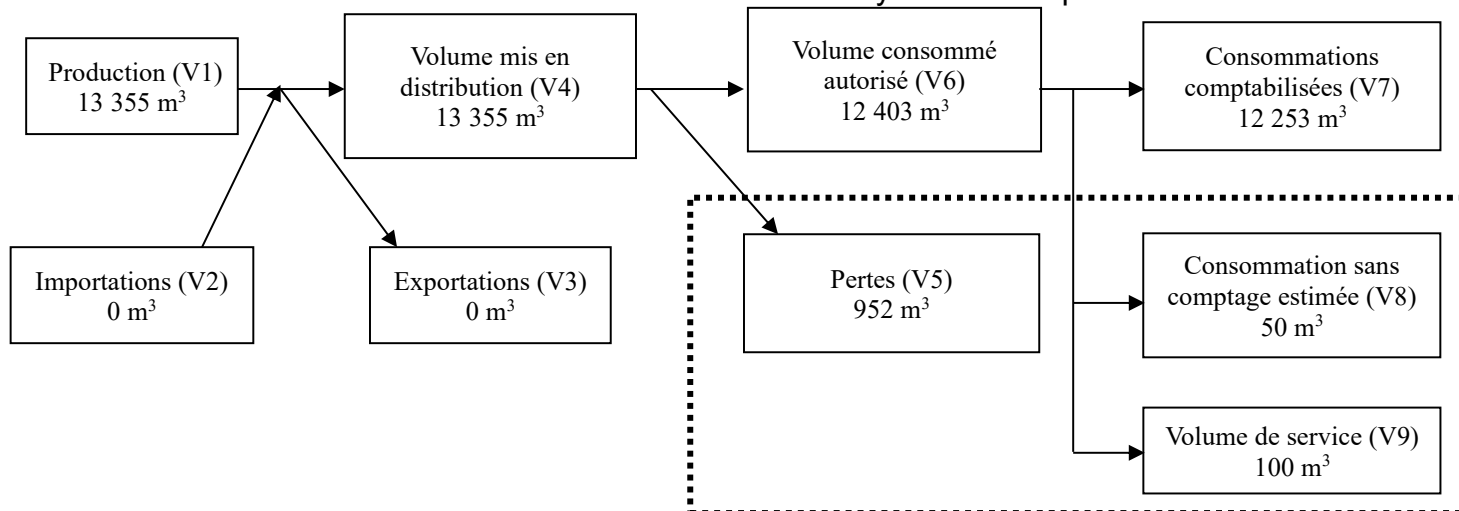 Production (V1)
13 355 m³
Volume mis en
distribution (V4)
13 355 m³
Volume consommé
autorisé (V6)
12 403 m³
Consommations
comptabilisées (V7)
12 253 m³
Importations (V2)
0 m³
Exportations (V3)
0 m³
Pertes (V5)
952 m³
Consommation sans
comptage estimée (V8)
50 m³
Volume de service (V9)
100 m³